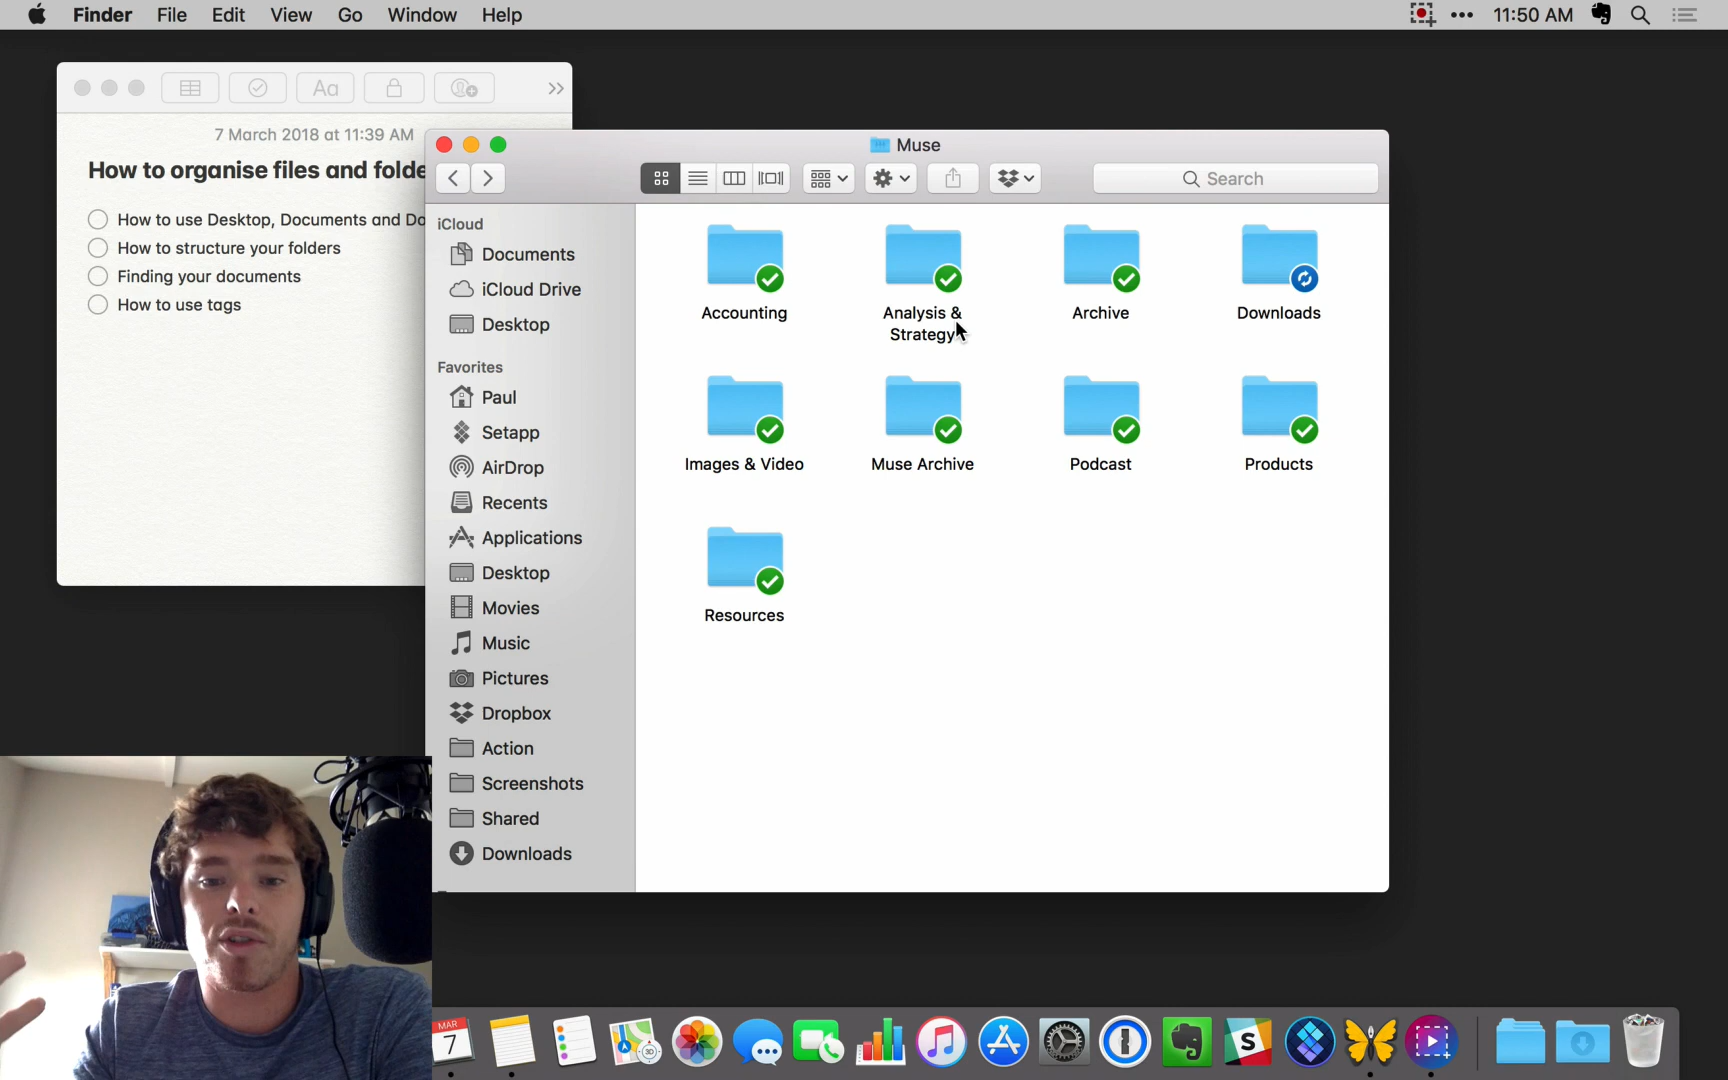 Finder File Edit View Go Window Help 11:50 AM
Aa
7 March 2018 at 11:39 AM
How to organise files and folde
How to use Desktop, Documents and Do
How to structure your folders
Finding your documents
How to use tags
Muse
Search
iCloud
Documents
iCloud Drive
Desktop
Favorites
Paul
Setapp
AirDrop
Recents
Applications
Desktop
Movies
Music
Pictures
Dropbox
Action
Screenshots
Shared
Downloads
Accounting
Analysis &
Strategy
Archive
Downloads
Images & Video
Muse Archive
Podcast
Products
Resources
MAR
7
3D
S